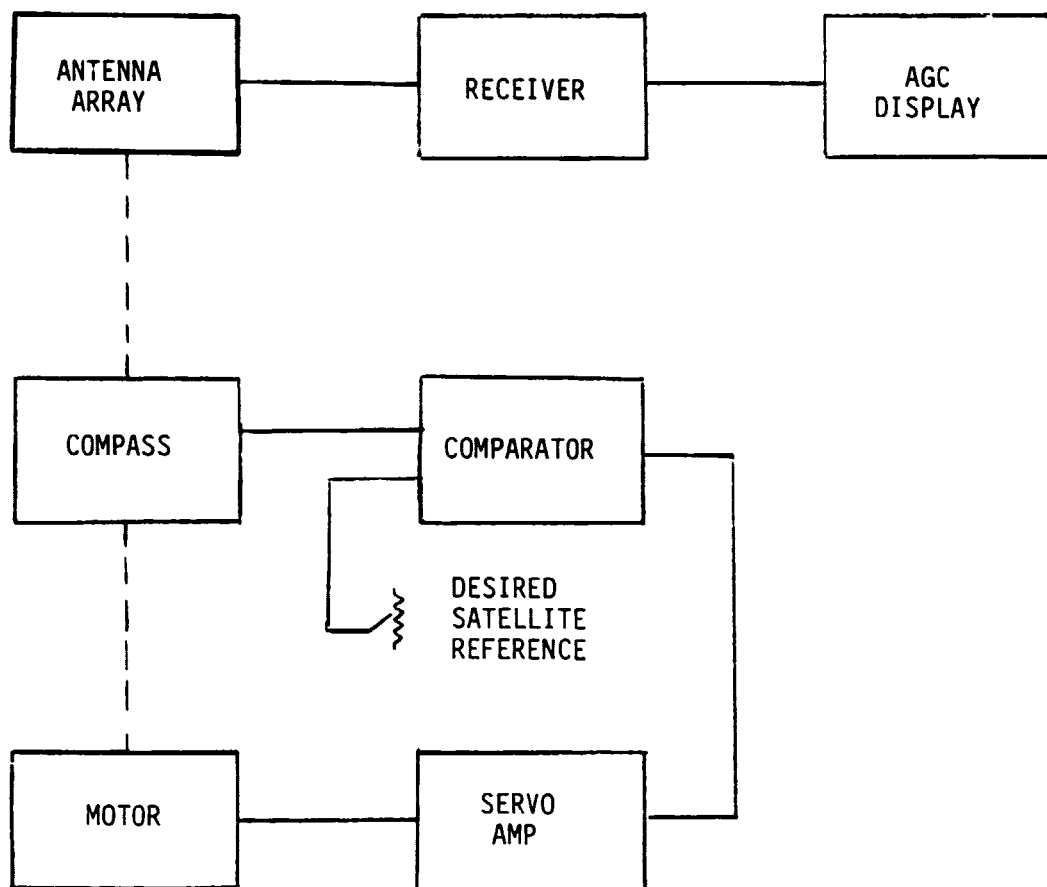 ANTENNA
ARRAY
RECEIVER
AGC
DISPLAY
COMPASS
COMPARATOR
DESIRED
SATELLITE
REFERENCE
MOTOR
SERVO
AMP